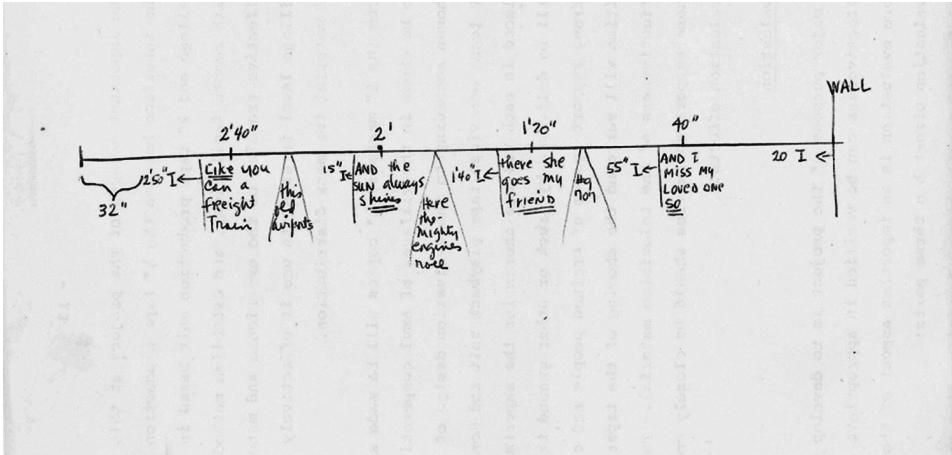 WALL
2'40"
2'
1'20"
40"
2'50" I ←
Like you
can a
freight
Train
this
old
airports
15" I ←
AND the
SUN always
shines
Here
the
Mighty
engines
roll
1'40" I ←
there she
goes my
friend
55" I ←
AND I
MISS MY
LOVED ONE
SO
20 I ←
32"